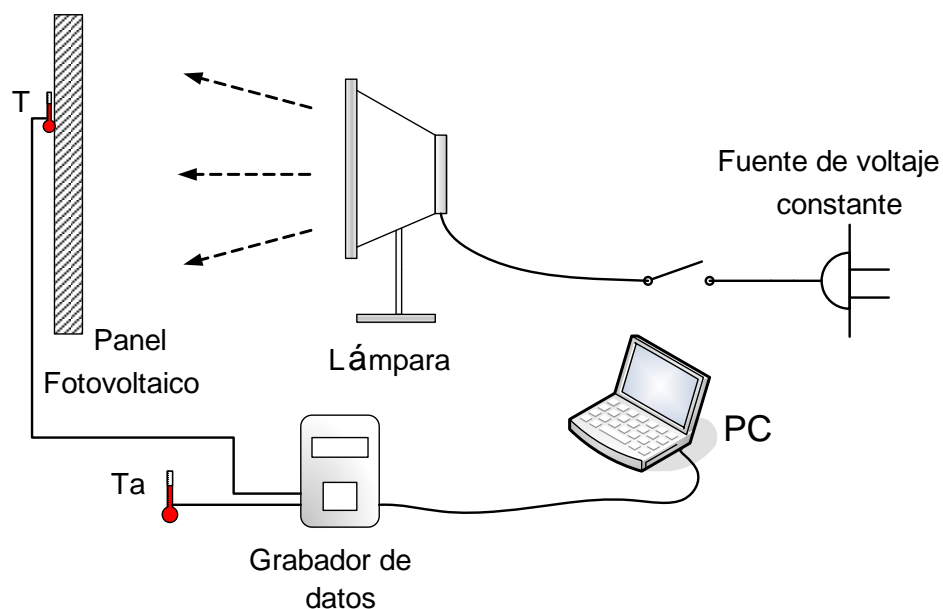 T
Fuente de voltaje
constante
Panel
Fotovoltaico
Lámpara
PC
Ta
Grabador de
datos